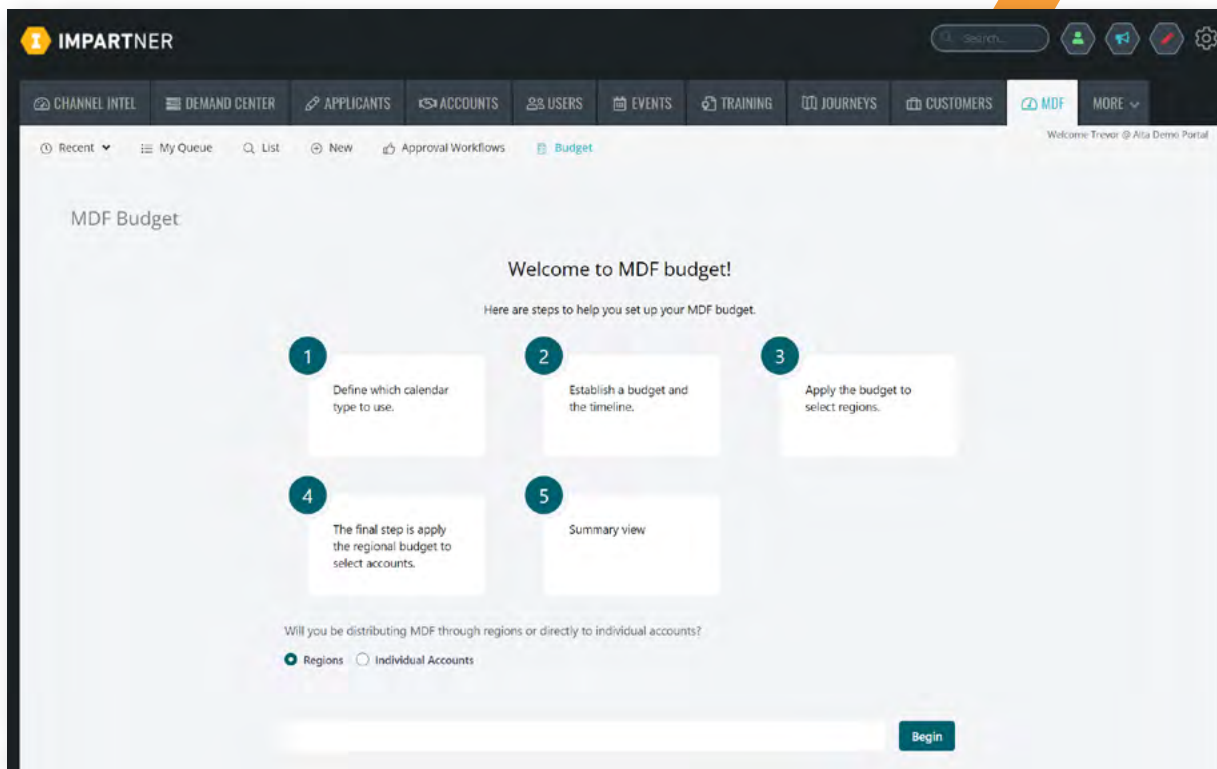 IMPARTNER
Search...
CHANNEL INTEL DEMAND CENTER APPLICANTS ACCOUNTS USERS EVENTS TRAINING JOURNEYS CUSTOMERS MDF MORE
Welcome Trevor @ Alta Demo Portal
Recent My Queue List New Approval Workflows Budget
MDF Budget
Welcome to MDF budget!
Here are steps to help you set up your MDF budget.
1 2 3
Define which calendar Establish a budget and Apply the budget to
type to use. the timeline. select regions.
4 5
The final step is apply Summary view
the regional budget to
select accounts.
Will you be distributing MDF through regions or directly to individual accounts?
Regions Individual Accounts
Begin